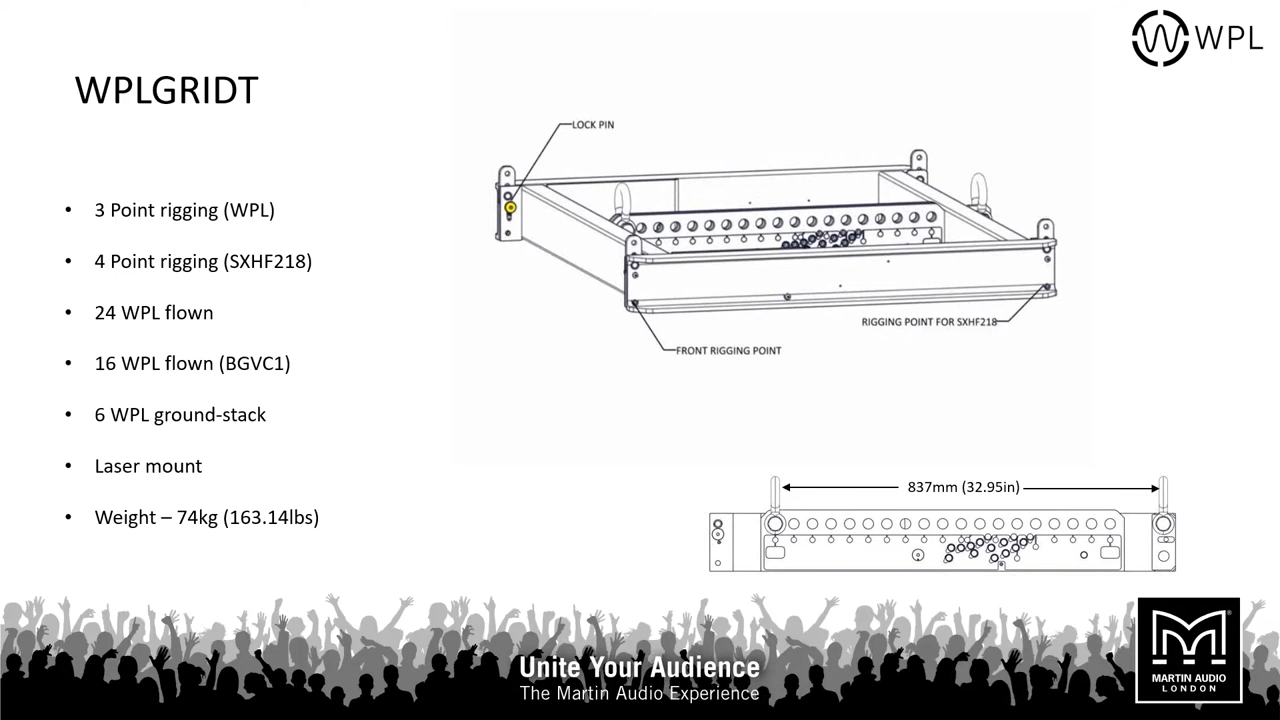 WPL
WPLGRIDT
LOCK PIN
• 3 Point rigging (WPL)
• 4 Point rigging (SXHF218)
• 24 WPL flown
• 16 WPL flown (BGVC1)
• 6 WPL ground-stack
• Laser mount
• Weight – 74kg (163.14lbs)
RIGGING POINT FOR SXHF218
FRONT RIGGING POINT
837mm (32.95in)
Unite Your Audience
The Martin Audio Experience
MARTIN AUDIO
LONDON